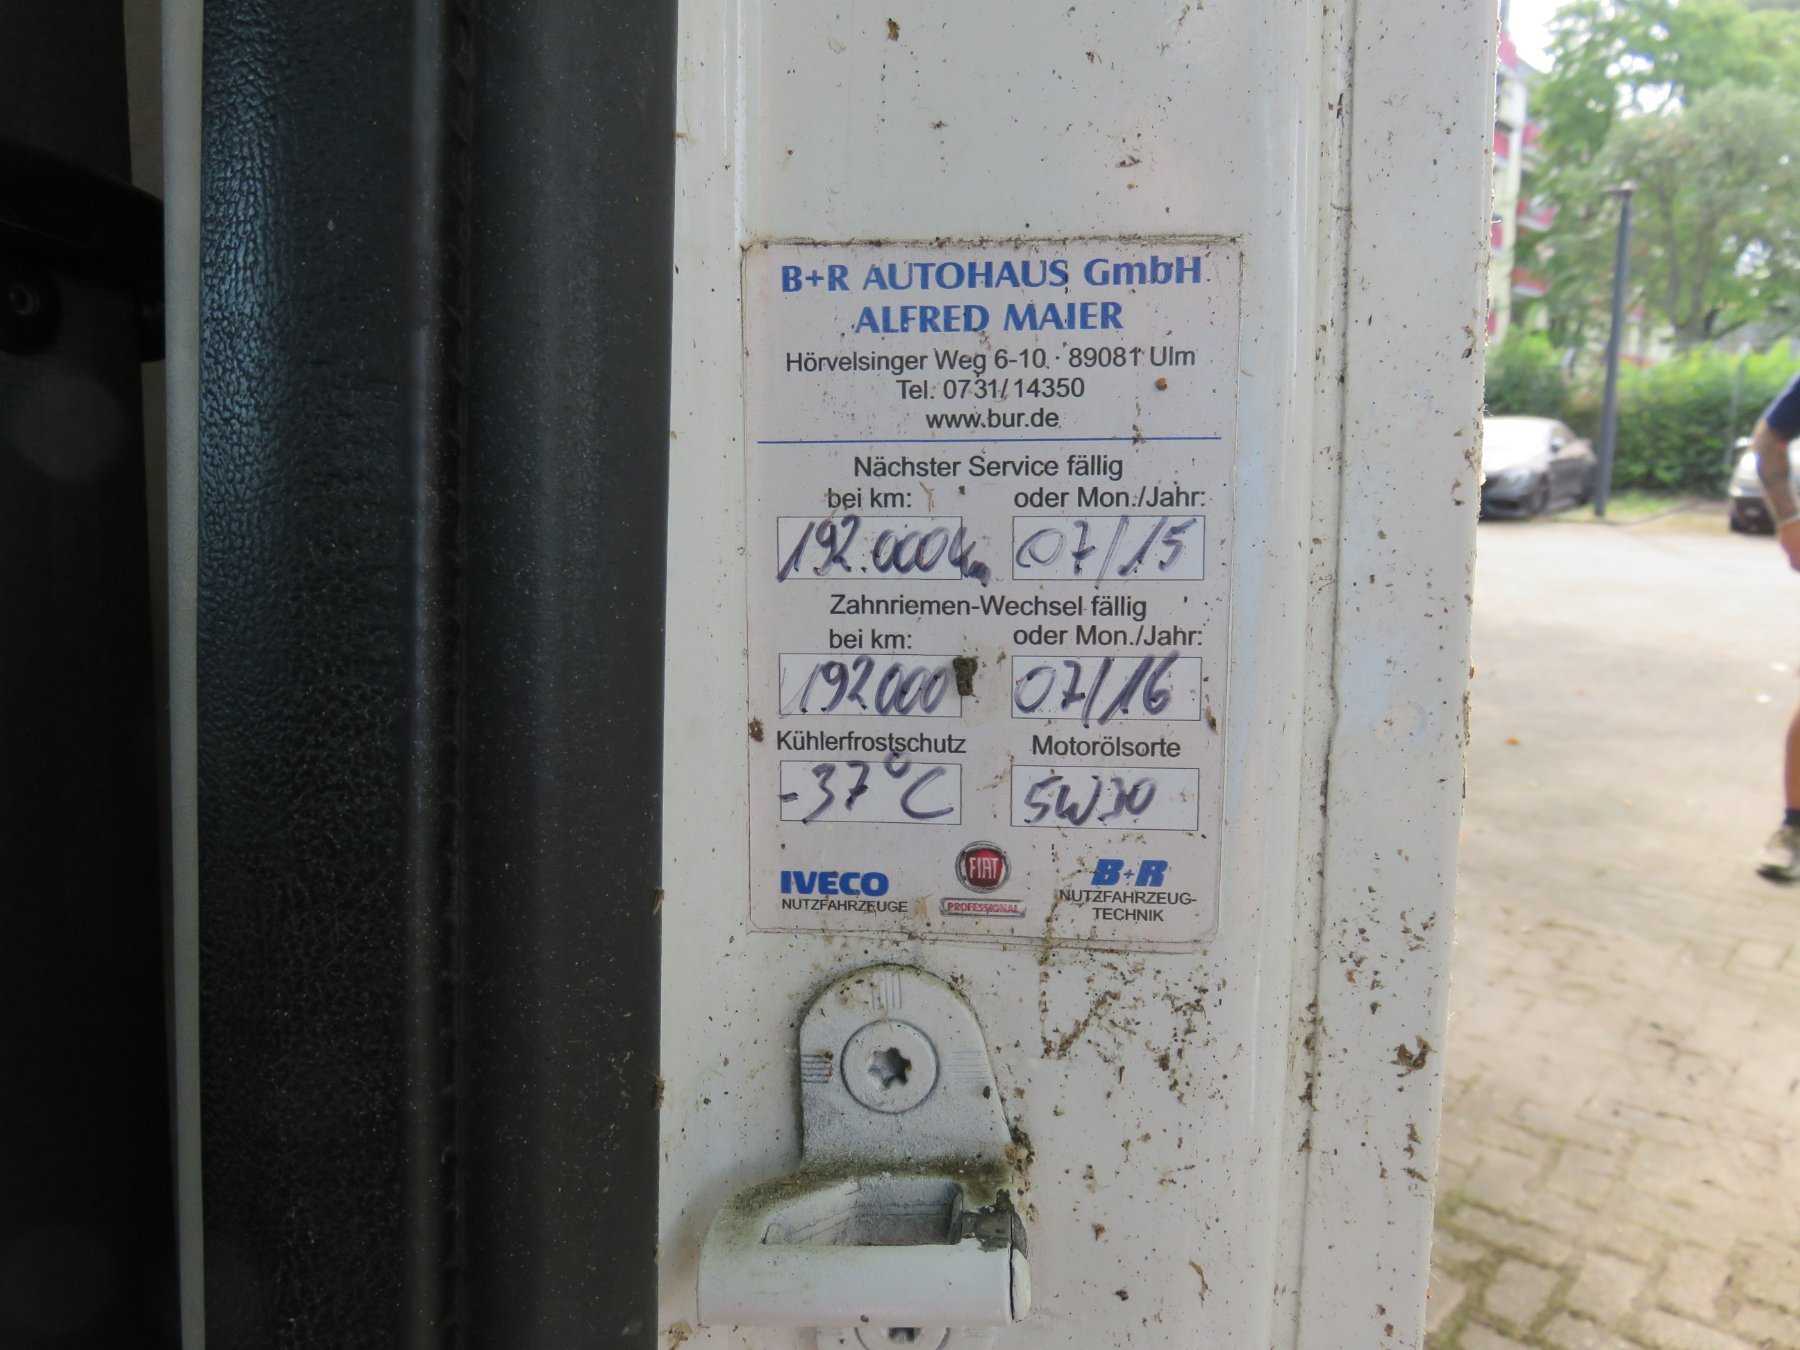 B+R AUTOHAUS GmbH
ALFRED MAIER
Hörvelsinger Weg 6-10 · 89081 Ulm
Tel. 0731/14350
www.bur.de
Nächster Service fällig
bei km: oder Mon./Jahr:
192.000km 07/15
Zahnriemen-Wechsel fällig
bei km: oder Mon./Jahr:
192000 07/16
Kühlerfrostschutz Motorölsorte
-37°C 5W30
IVECO
NUTZFAHRZEUGE
FIAT
PROFESSIONAL
B+R
NUTZFAHRZEUG-
TECHNIK